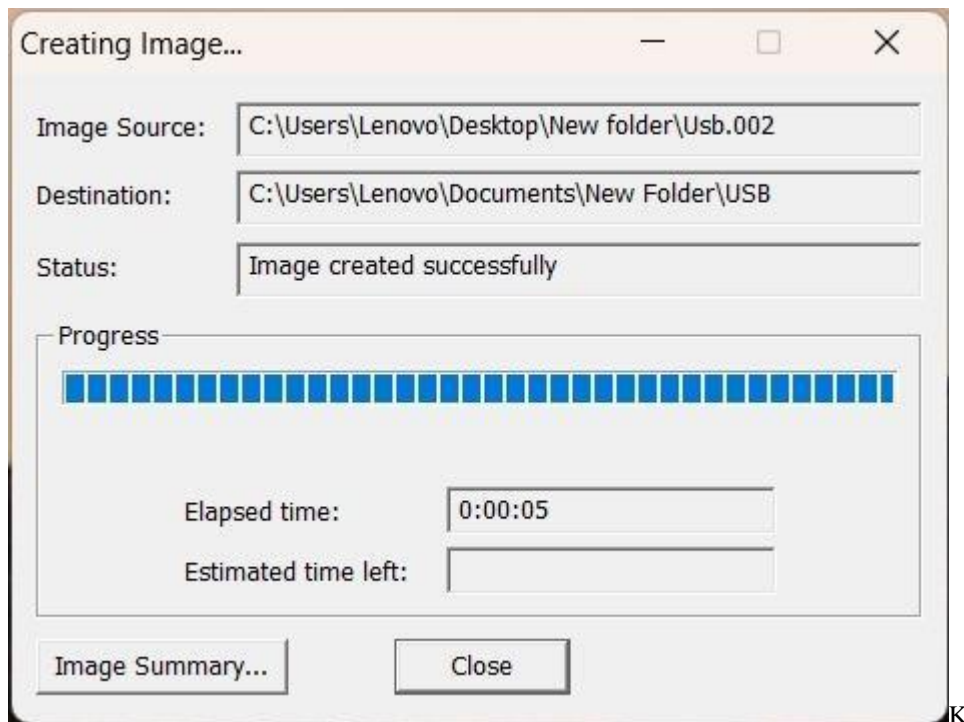 Creating Image...
Image Source: C:\Users\Lenovo\Desktop\New folder\Usb.002
Destination: C:\Users\Lenovo\Documents\New Folder\USB
Status: Image created successfully
Progress
Elapsed time: 0:00:05
Estimated time left:
Image Summary... Close
K